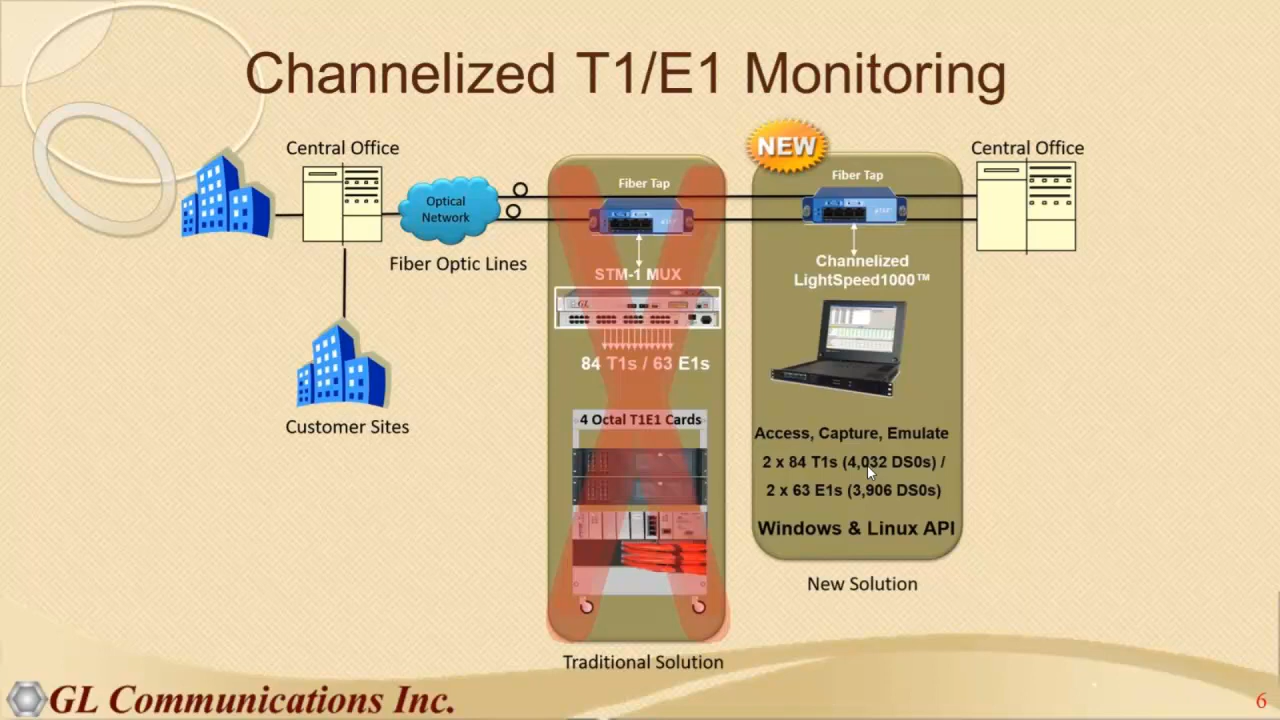 Channelized T1/E1 Monitoring
Central Office
NEW
Central Office
Fiber Tap
Fiber Tap
Optical
Network
Fiber Optic Lines
STM-1 MUX
GL
84 T1s / 63 E1s
4 Octal T1E1 Cards
Channelized
LightSpeed1000™
Customer Sites
Access, Capture, Emulate
2 x 84 T1s (4,032 DS0s) /
2 x 63 E1s (3,906 DS0s)
Windows & Linux API
New Solution
Traditional Solution
GL Communications Inc.
6